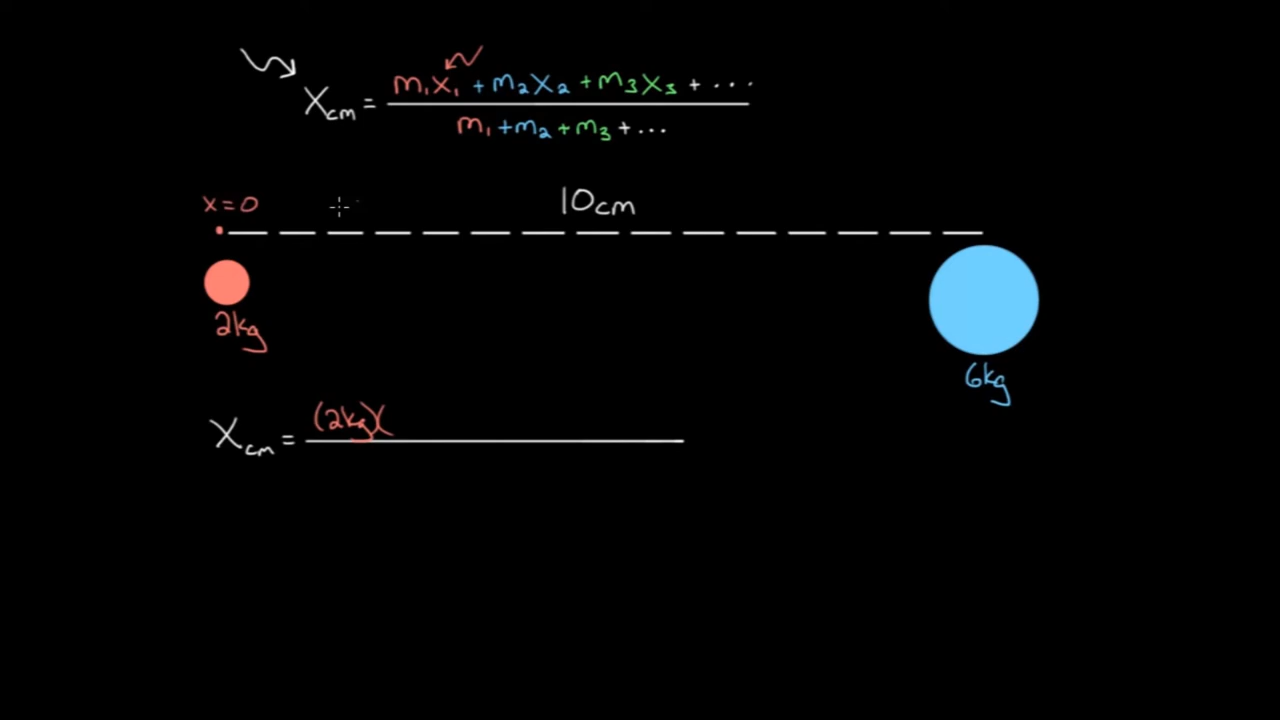 Xcm = m₁x₁ + m₂x₂ + m₃x₃ + ···
m₁ + m₂ + m₃ + ···
x=0
10cm
2kg
6kg
Xcm = (2kg)(